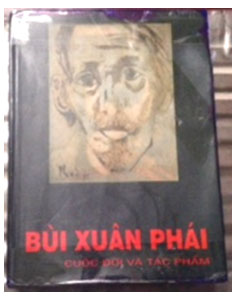 BÙI XUÂN PHÁI
CUỘC ĐỜI VÀ TÁC PHẨM